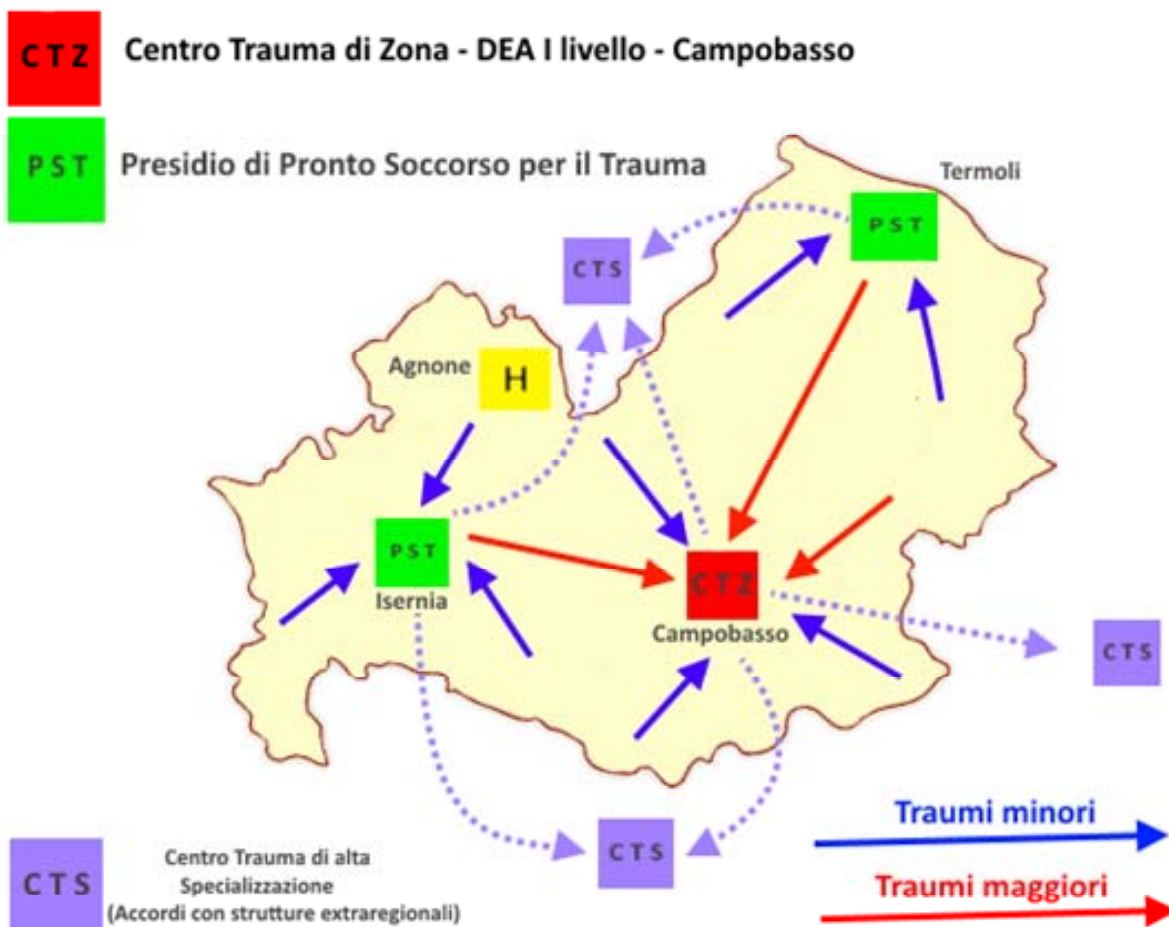 CTZ
Centro Trauma di Zona - DEA I livello - Campobasso
PST
Presidio di Pronto Soccorso per il Trauma
Termoli
PST
CTS
Agnone
H
PST
Isernia
CTZ
Campobasso
CTS
CTS
Traumi minori
Traumi maggiori
CTS
Centro Trauma di alta
Specializzazione
(Accordi con strutture extraregionali)